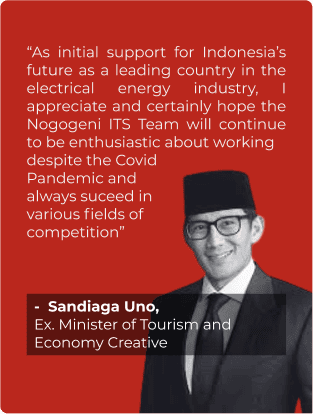 “As initial support for Indonesia’s
future as a leading country in the
electrical energy industry, I
appreciate and certainly hope the
Nogogeni ITS Team will continue
to be enthusiastic about working
despite the Covid
Pandemic and
always suceed in
various fields of
competition”
- Sandiaga Uno,
Ex. Minister of Tourism and
Economy Creative